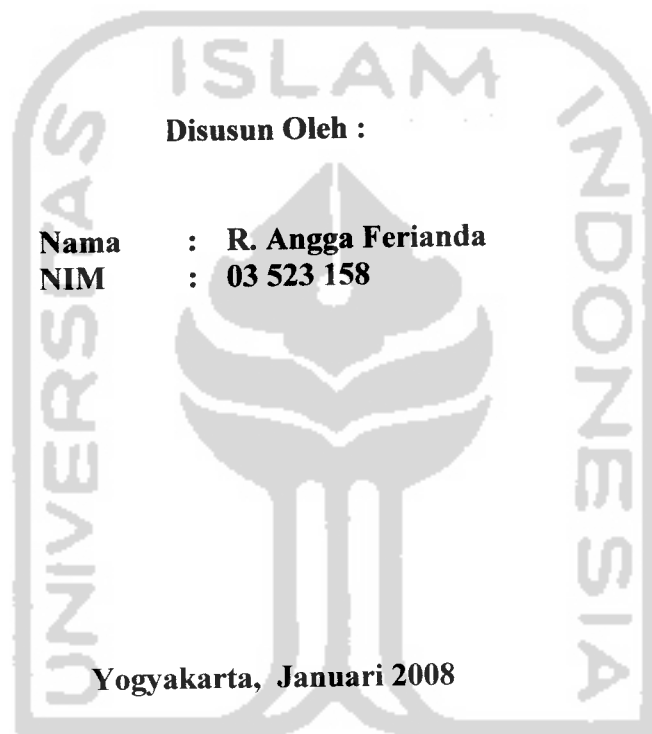 UNIVERSITAS ISLAM INDONESIA
Disusun Oleh :
Nama : R. Angga Ferianda
NIM : 03 523 158
Yogyakarta, Januari 2008